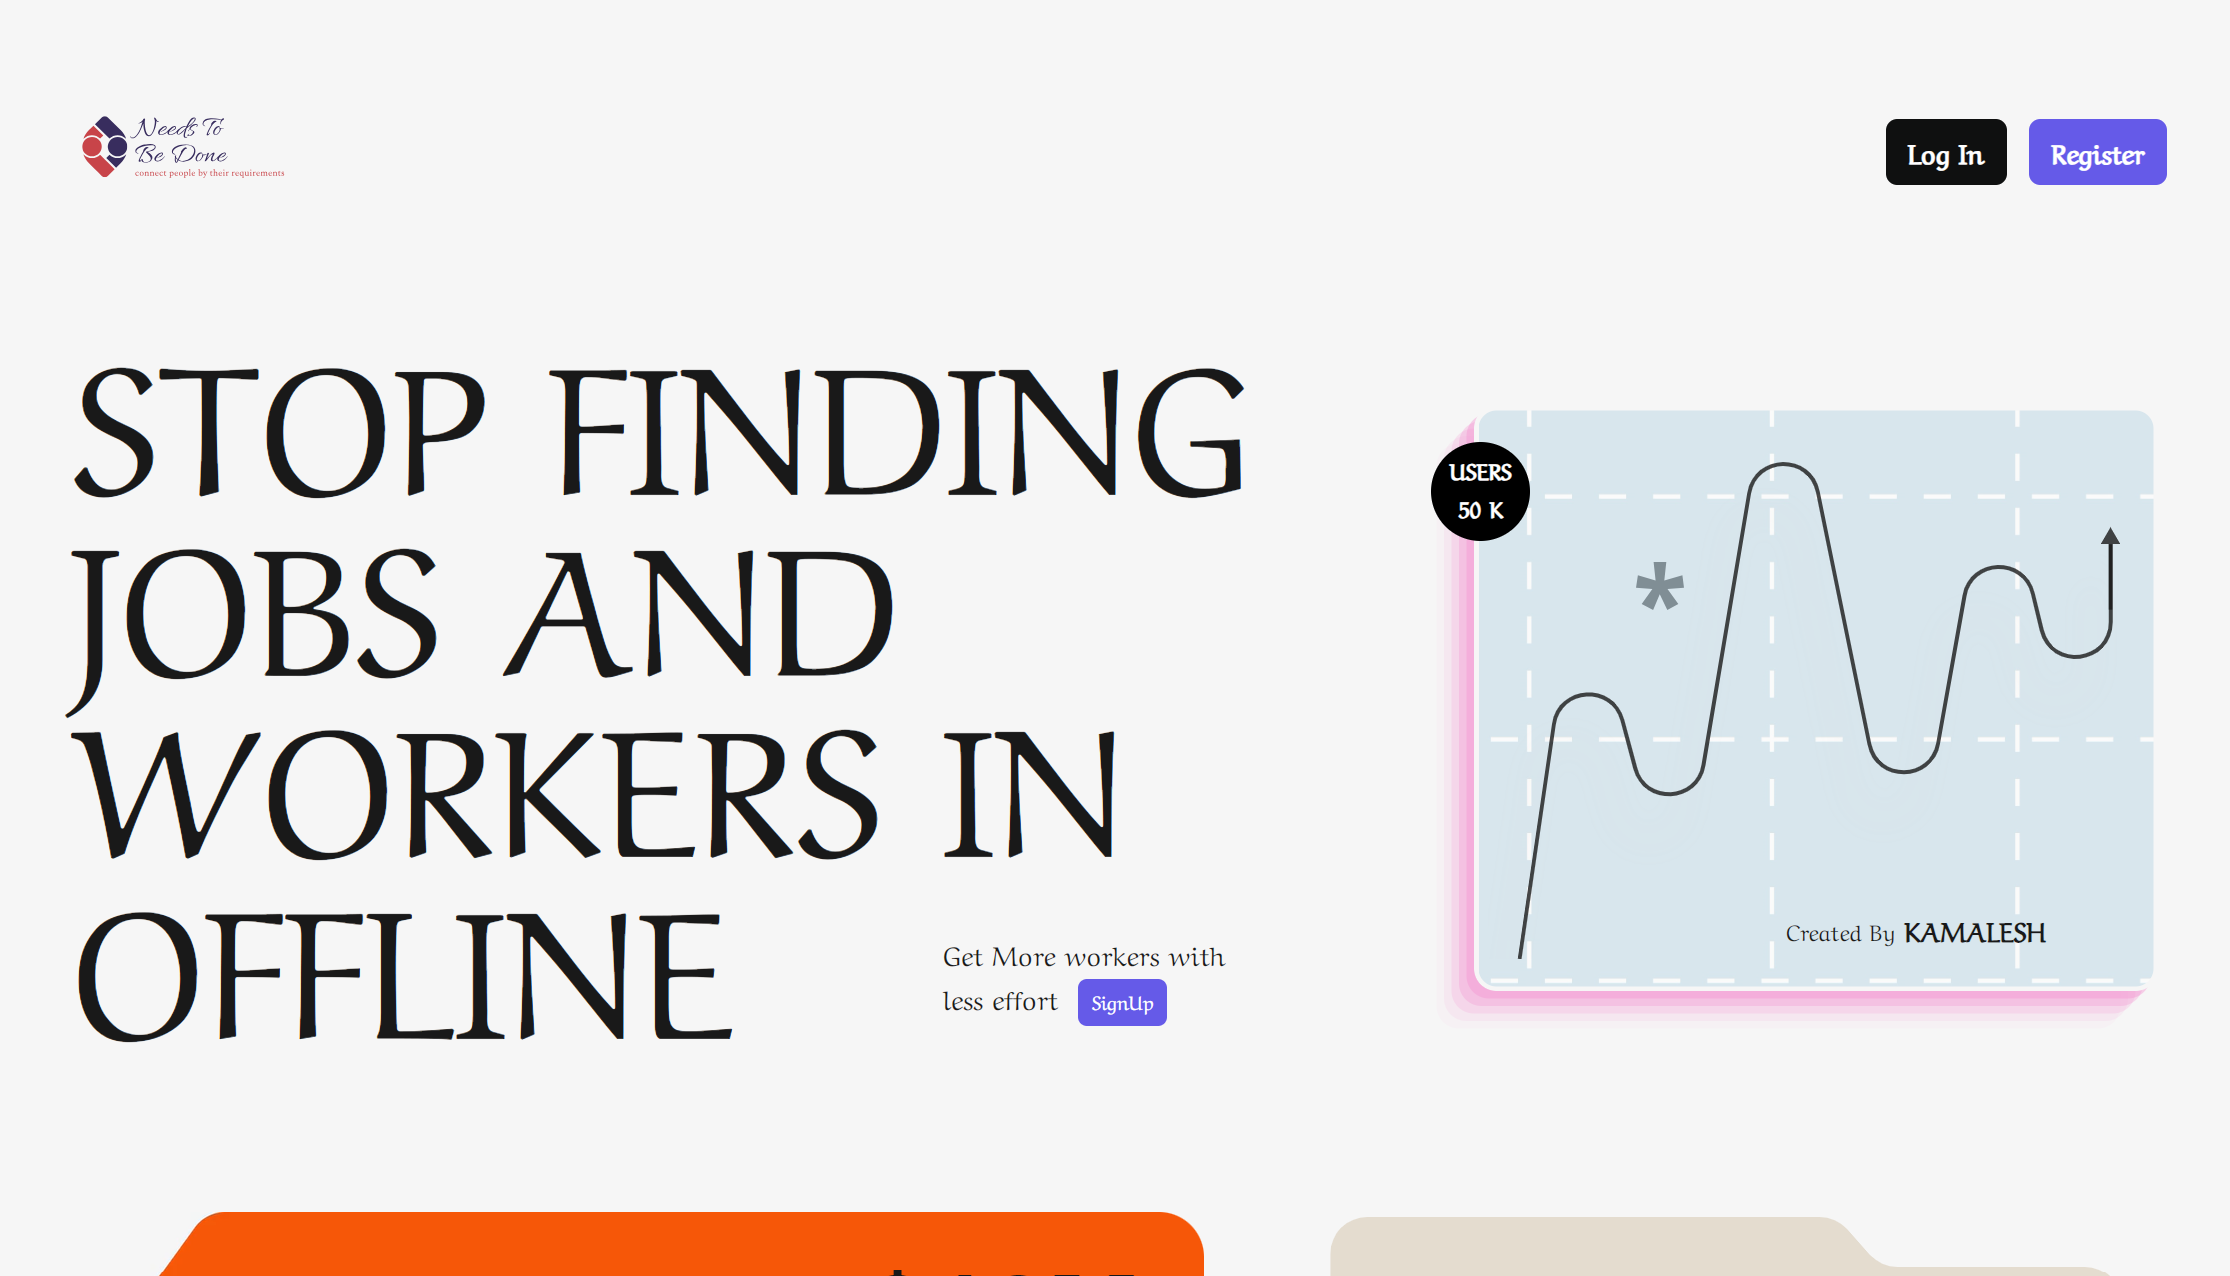 Needs To
Be Done
connect people by their requirements
Log In
Register
STOP FINDING
JOBS AND
WORKERS IN
OFFLINE
Get More workers with
less effort
SignUp
USERS
50 K
*
Created By KAMALESH